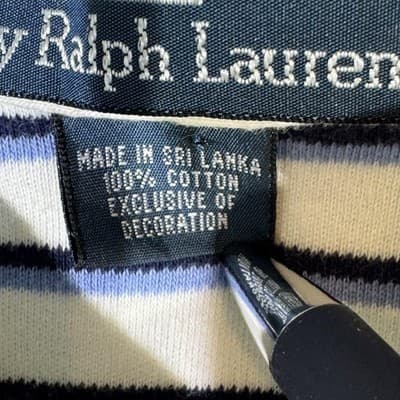 y Ralph Lauren
MADE IN SRI LANKA
100% COTTON
EXCLUSIVE OF
DECORATION